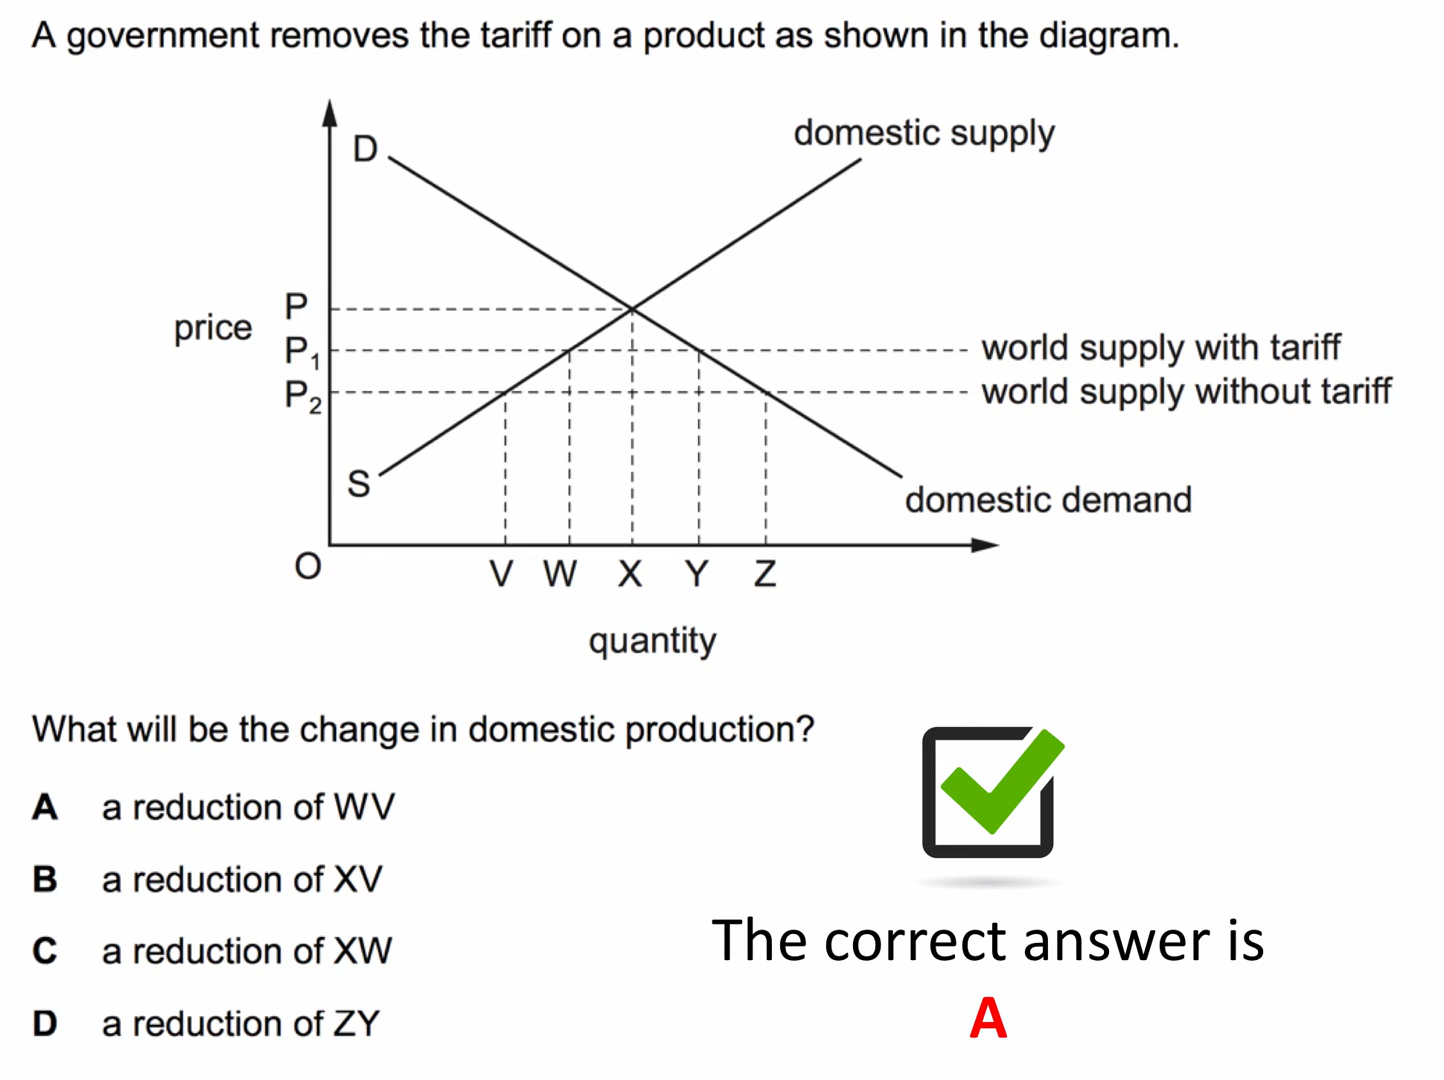 A government removes the tariff on a product as shown in the diagram.
D
domestic supply
P
price
P1
world supply with tariff
P2
world supply without tariff
S
domestic demand
O
V W X Y Z
quantity
What will be the change in domestic production?
A a reduction of WV
B a reduction of XV
C a reduction of XW
D a reduction of ZY
The correct answer is
A